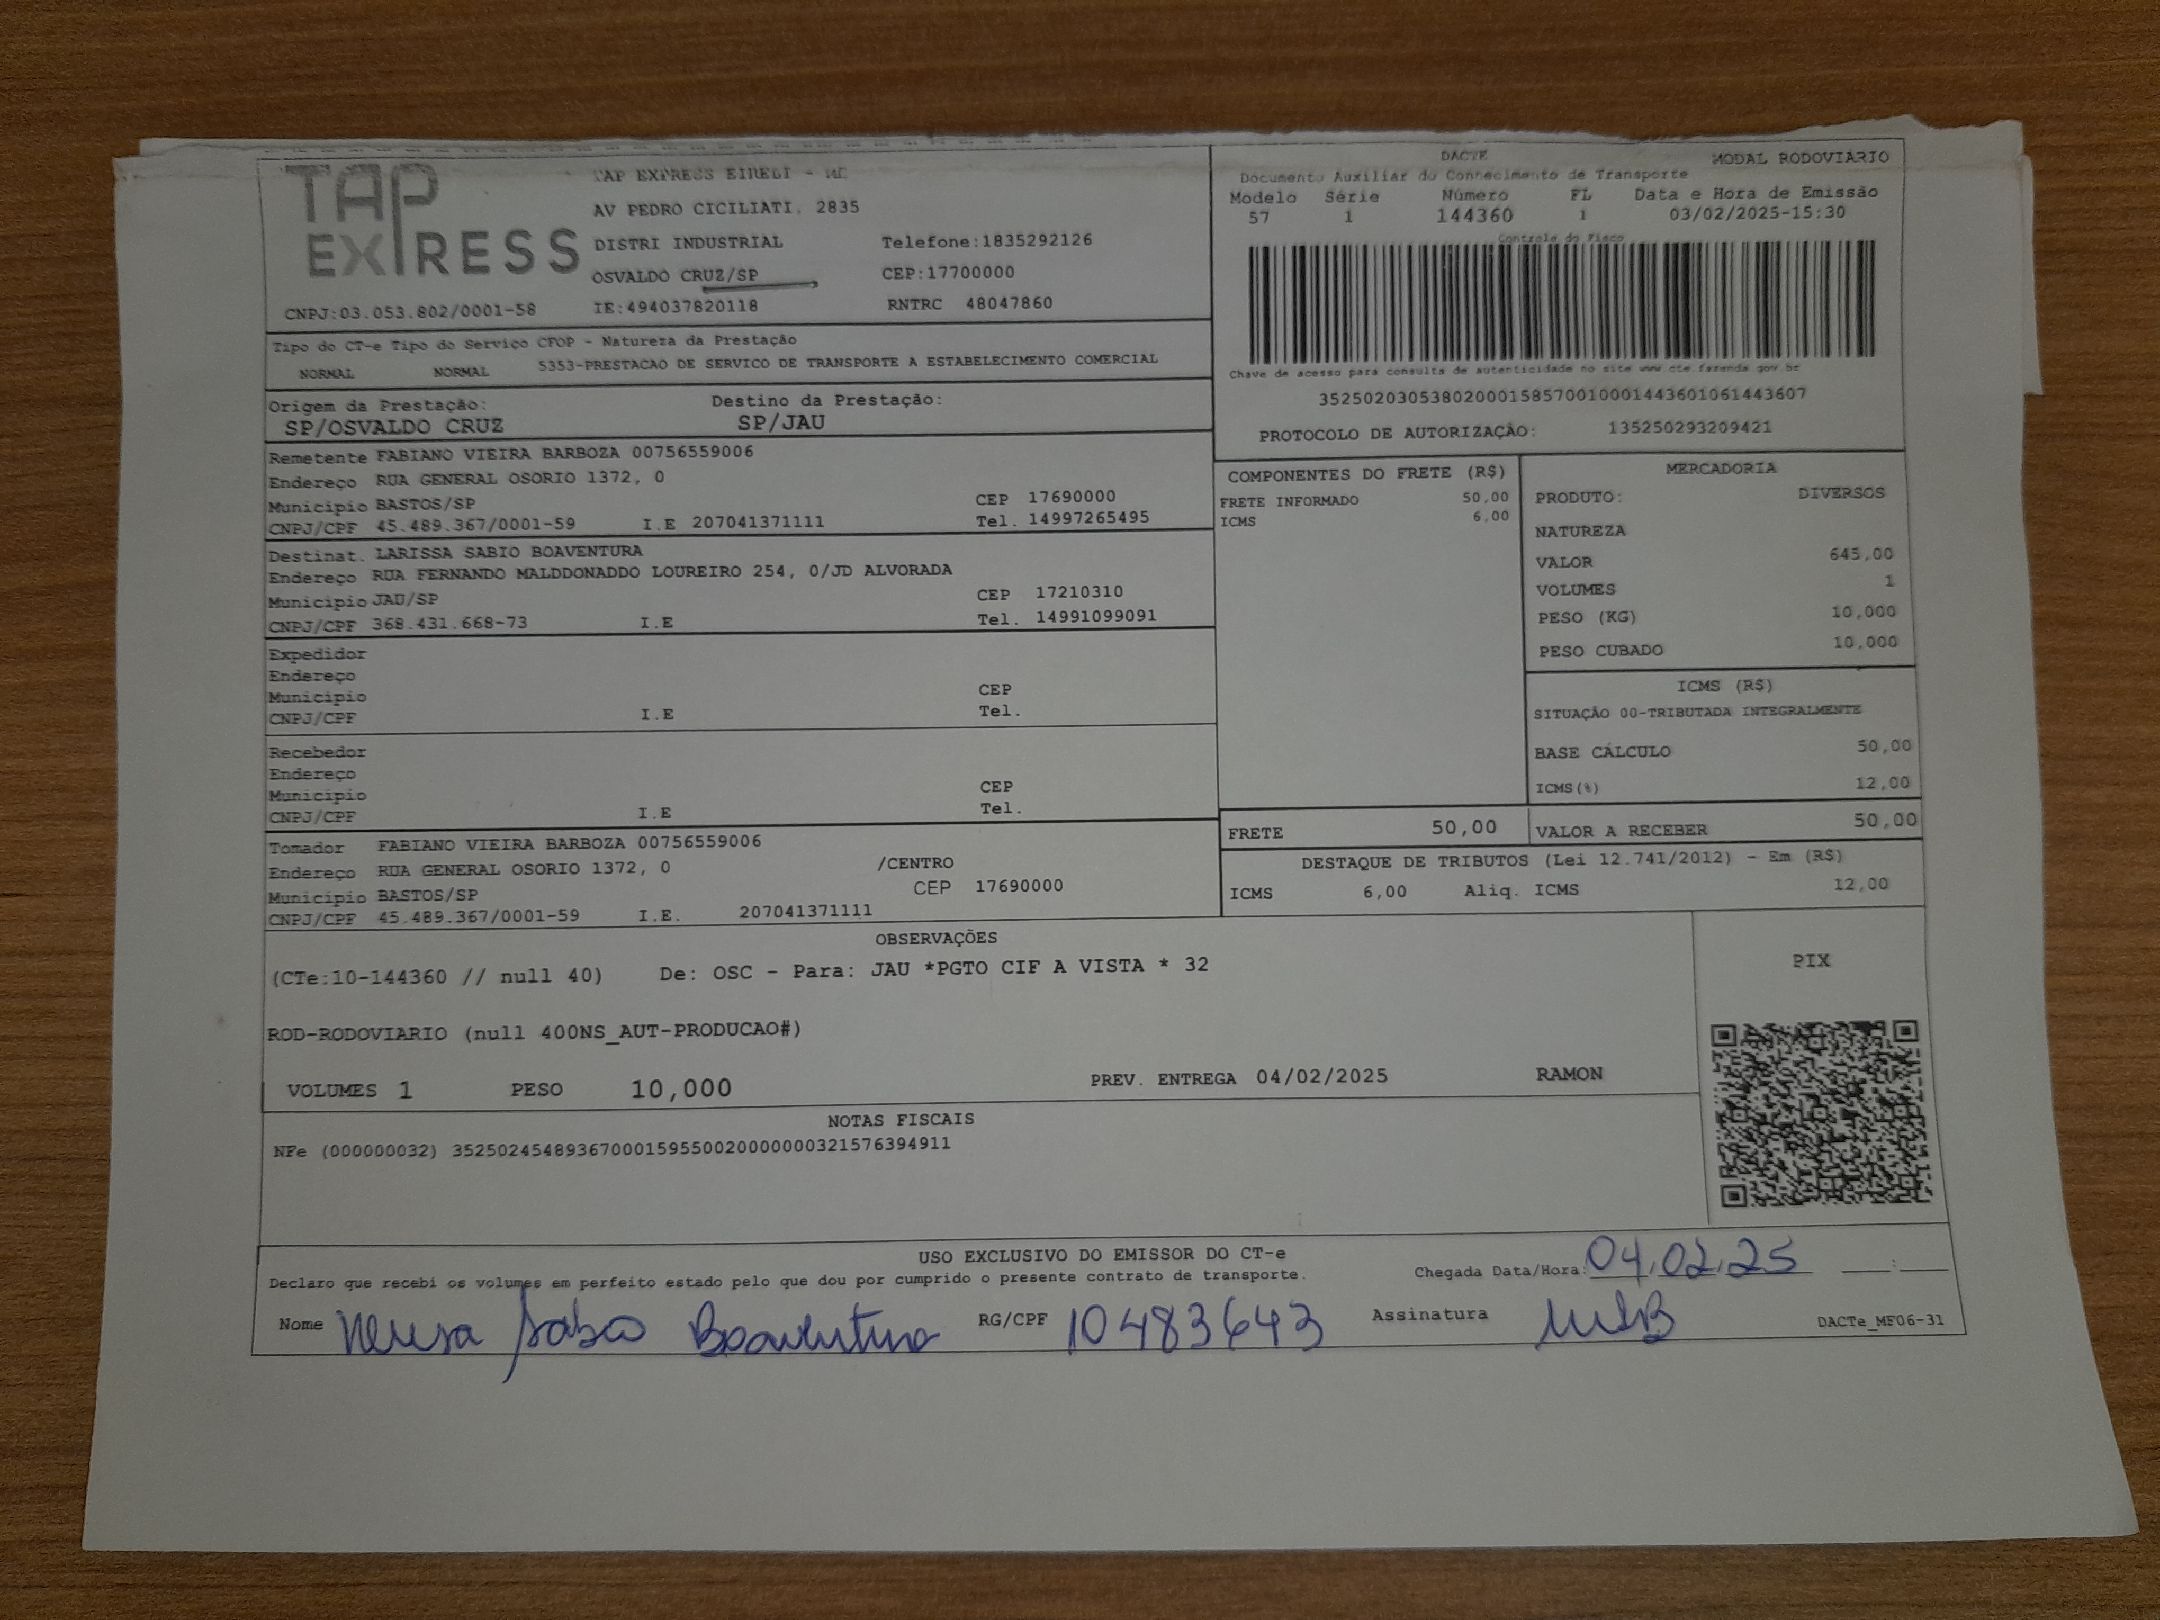 TAP
EXPRESS
TAP EXPRESS EIRELI - ME
AV PEDRO CICILIATI, 2835
DISTRI INDUSTRIAL Telefone:1835292126
OSVALDO CRUZ/SP CEP:17700000
CNPJ:03.053.802/0001-58 IE:494037820118 RNTRC 48047860
DACTE MODAL RODOVIÁRIO
Documento Auxiliar do Conhecimento de Transporte
Modelo Série Número FL Data e Hora de Emissão
57 1 144360 1 03/02/2025-15:30
Controle do Fisco
Chave de acesso para consulta de autenticidade no site www.cte.fazenda.gov.br
35250203053802000158570010001443601061443607
PROTOCOLO DE AUTORIZAÇÃO: 135250293209421
Tipo do CT-e Tipo do Serviço CFOP - Natureza da Prestação
NORMAL NORMAL 5353-PRESTACAO DE SERVICO DE TRANSPORTE A ESTABELECIMENTO COMERCIAL
Origem da Prestação: Destino da Prestação:
SP/OSVALDO CRUZ SP/JAU
Remetente FABIANO VIEIRA BARBOZA 00756559006
Endereço RUA GENERAL OSORIO 1372, 0
Municipio BASTOS/SP CEP 17690000
CNPJ/CPF 45.489.367/0001-59 I.E 207041371111 Tel. 14997265495
Destinat. LARISSA SABIO BOAVENTURA
Endereço RUA FERNANDO MALDDONADDO LOUREIRO 254, 0/JD ALVORADA
Municipio JAU/SP CEP 17210310
CNPJ/CPF 368.431.668-73 I.E Tel. 14991099091
Expedidor
Endereço
Municipio CEP
CNPJ/CPF I.E Tel.
Recebedor
Endereço
Municipio CEP
CNPJ/CPF I.E Tel.
Tomador FABIANO VIEIRA BARBOZA 00756559006
Endereço RUA GENERAL OSORIO 1372, 0 /CENTRO
Municipio BASTOS/SP CEP 17690000
CNPJ/CPF 45.489.367/0001-59 I.E. 207041371111
COMPONENTES DO FRETE (R$)
FRETE INFORMADO 50,00
ICMS 6,00
MERCADORIA
PRODUTO: DIVERSOS
NATUREZA
VALOR 645,00
VOLUMES 1
PESO (KG) 10,000
PESO CUBADO 10,000
ICMS (R$)
SITUAÇÃO 00-TRIBUTADA INTEGRALMENTE
BASE CÁLCULO 50,00
ICMS(%) 12,00
FRETE 50,00 VALOR A RECEBER 50,00
DESTAQUE DE TRIBUTOS (Lei 12.741/2012) - Em (R$)
ICMS 6,00 Aliq. ICMS 12,00
OBSERVAÇÕES
(CTe:10-144360 // null 40) De: OSC - Para: JAU *PGTO CIF A VISTA * 32
ROD-RODOVIARIO (null 400NS_AUT-PRODUCAO#)
VOLUMES 1 PESO 10,000 PREV. ENTREGA 04/02/2025 RAMON
PIX
NOTAS FISCAIS
NFe (000000032) 35250245489367000159550020000000321576394911
USO EXCLUSIVO DO EMISSOR DO CT-e
Declaro que recebi os volumes em perfeito estado pelo que dou por cumprido o presente contrato de transporte. Chegada Data/Hora: 04.02.25 __:__
Nome Boaventura RG/CPF 10483643 Assinatura
DACTe_MF06-31